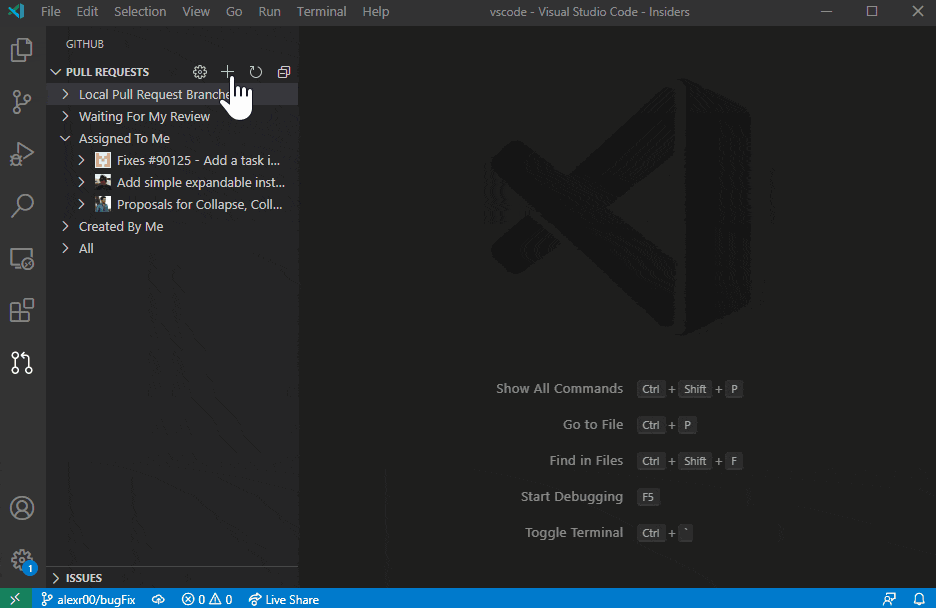 File Edit Selection View Go Run Terminal Help vscode - Visual Studio Code - Insiders
GITHUB
PULL REQUESTS
Local Pull Request Branche
Waiting For My Review
Assigned To Me
Fixes #90125 - Add a task i...
Add simple expandable inst...
Proposals for Collapse, Coll...
Created By Me
All
Show All Commands Ctrl + Shift + P
Go to File Ctrl + P
Find in Files Ctrl + Shift + F
Start Debugging F5
Toggle Terminal Ctrl + `
1
ISSUES
alexr00/bugFix 0 0 Live Share